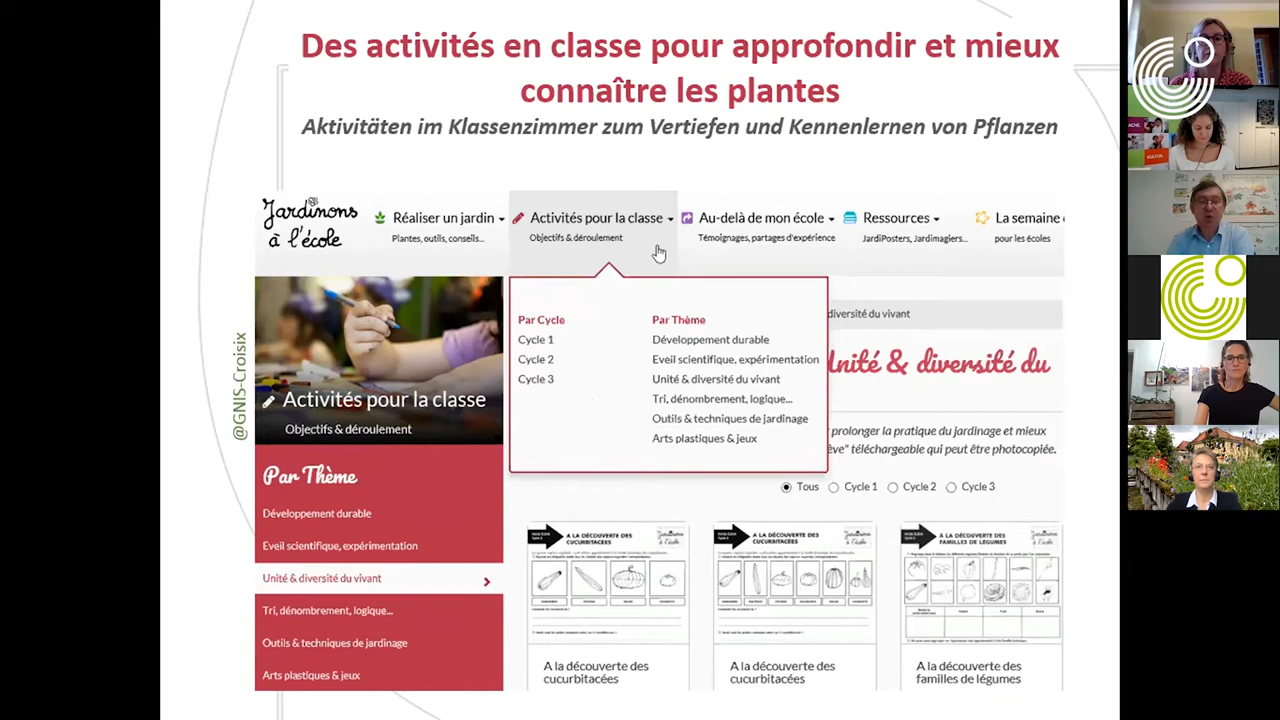 Des activités en classe pour approfondir et mieux
connaître les plantes
Aktivitäten im Klassenzimmer zum Vertiefen und Kennenlernen von Pflanzen
Jardinons
à l'école
Réaliser un jardin
Plantes, outils, conseils...
Activités pour la classe
Objectifs & déroulement
Au-delà de mon école
Témoignages, partages d'expérience
Ressources
JardiPosters, Jardimagiers...
La semaine
pour les écoles
@GNIS-Croisix
Activités pour la classe
Objectifs & déroulement
Par Thème
Développement durable
Eveil scientifique, expérimentation
Unité & diversité du vivant
Tri, dénombrement, logique...
Outils & techniques de jardinage
Arts plastiques & jeux
Par Cycle
Cycle 1
Cycle 2
Cycle 3
Par Thème
Développement durable
Eveil scientifique, expérimentation
Unité & diversité du vivant
Tri, dénombrement, logique...
Outils & techniques de jardinage
Arts plastiques & jeux
diversité du vivant
Unité & diversité du
prolonger la pratique du jardinage et mieux
ève" téléchargeable qui peut être photocopiée.
Tous Cycle 1 Cycle 2 Cycle 3
A LA DÉCOUVERTE DES
CUCURBITACÉES
A la découverte des
cucurbitacées
A LA DÉCOUVERTE DES
CUCURBITACÉES
A la découverte des
cucurbitacées
A LA DÉCOUVERTE DES
FAMILLES DE LÉGUMES
A la découverte des
familles de légumes
KULTUR.